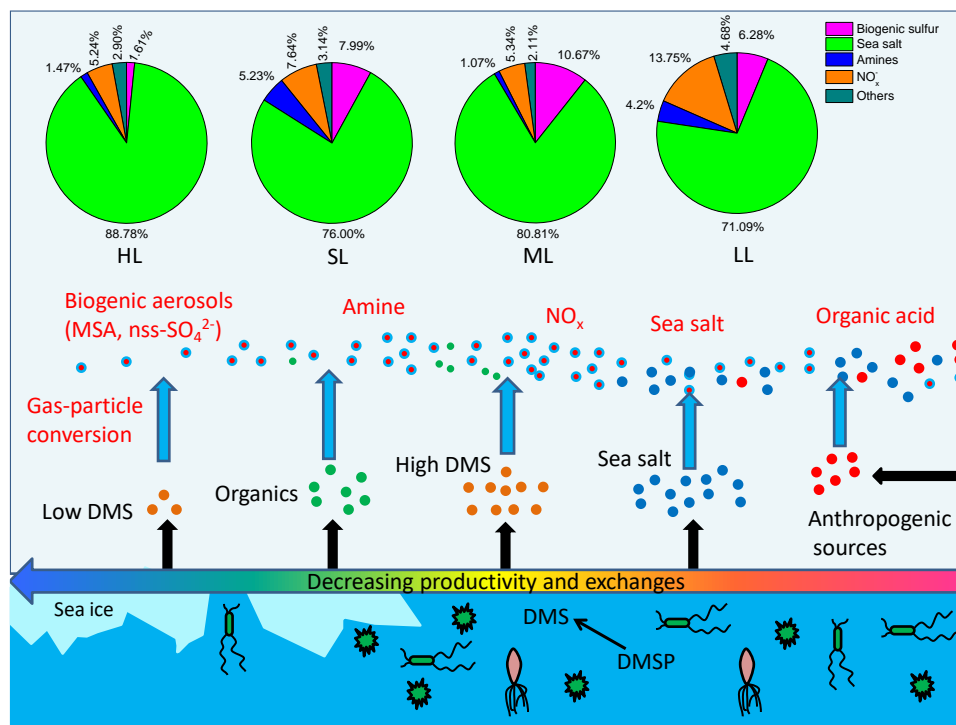 1.47%
5.24%
2.90%
1.61%
88.78%
HL
5.23%
7.64%
3.14%
7.99%
76.00%
SL
1.07%
5.34%
2.11%
10.67%
80.81%
ML
4.2%
13.75%
4.68%
6.28%
71.09%
LL
Biogenic sulfur
Sea salt
Amines
NOx-
Others
Biogenic aerosols
(MSA, nss-SO₄²⁻)
Amine
NOₓ
Sea salt
Organic acid
Gas-particle
conversion
Low DMS
Organics
High DMS
Sea salt
Anthropogenic
sources
Decreasing productivity and exchanges
Sea ice
DMS
DMSP